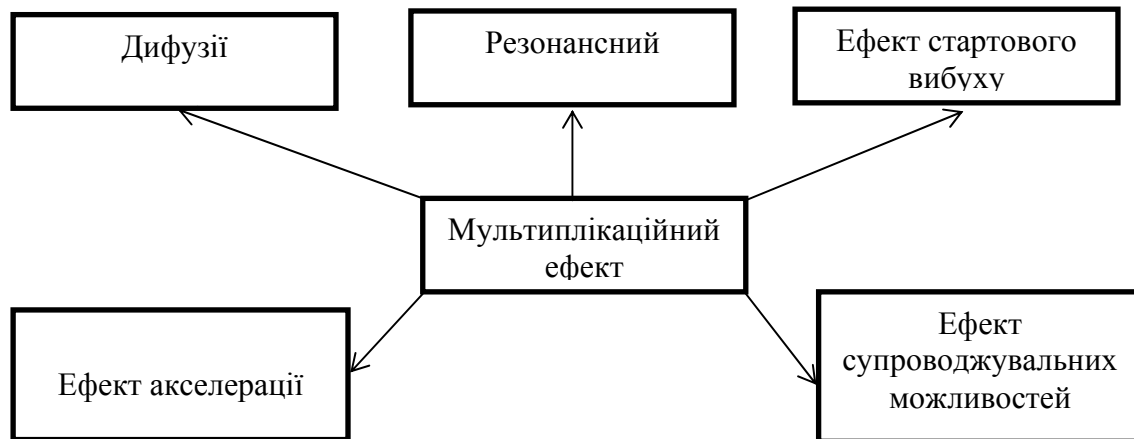 Дифузії
Резонансний
Ефект стартового
вибуху
Мультиплікаційний
ефект
Ефект акселерації
Ефект
супроводжувальних
можливостей